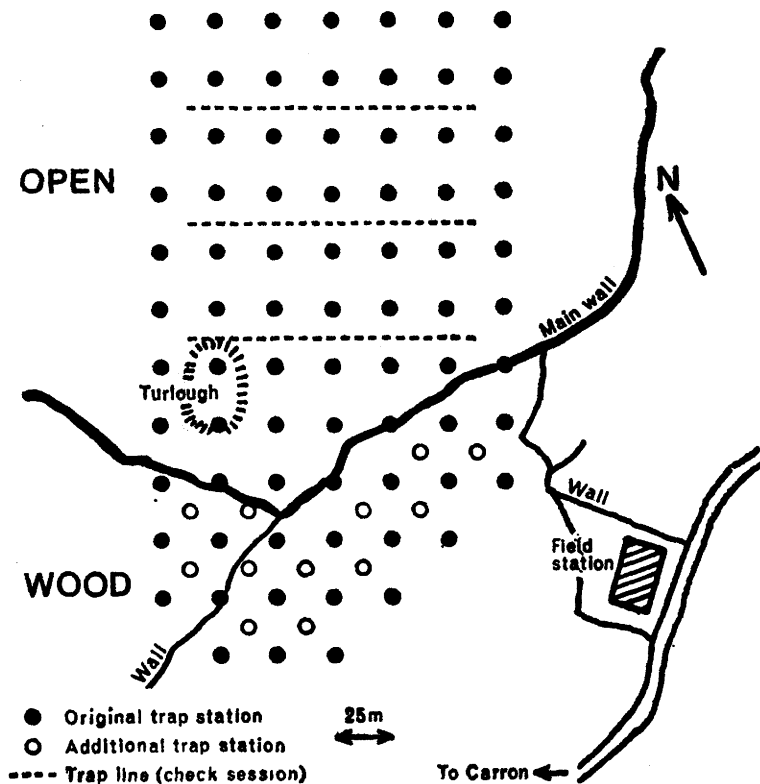 OPEN
N
Main wall
Turlough
Wall
Field
station
WOOD
Wall
Original trap station
25m
Additional trap station
Trap line (check session)
To Carron